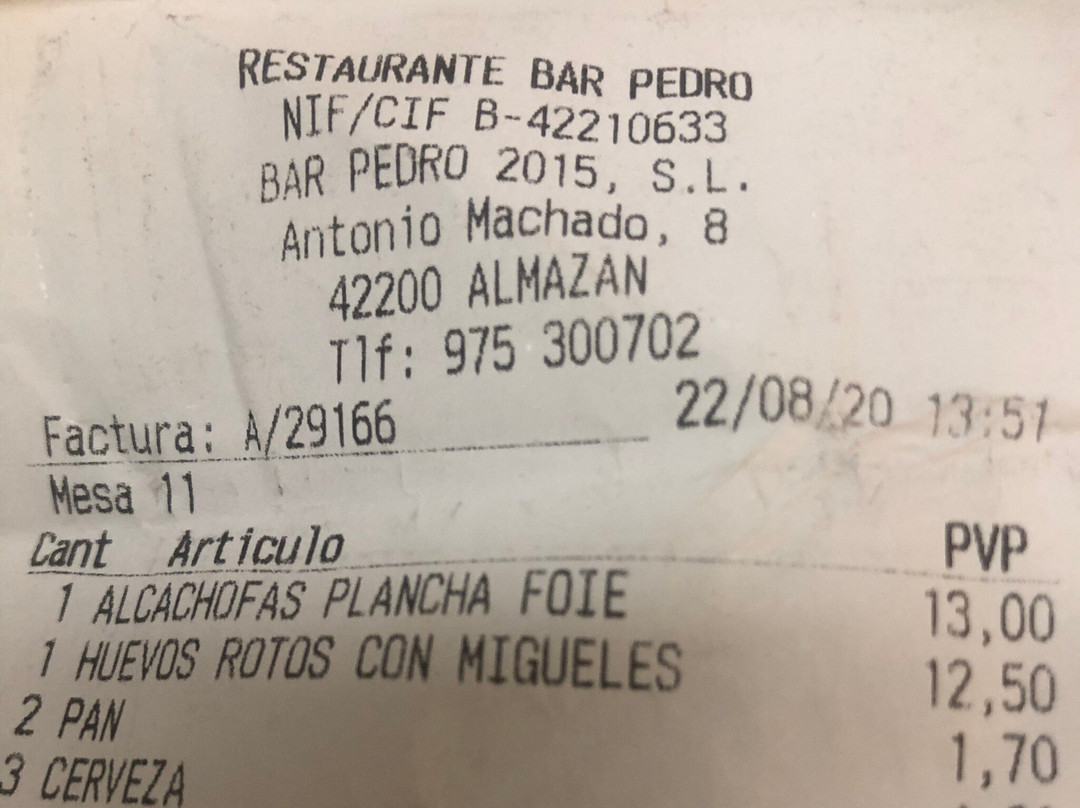 RESTAURANTE BAR PEDRO
NIF/CIF B-42210633
BAR PEDRO 2015, S.L.
Antonio Machado, 8
42200 ALMAZAN
Tlf: 975 300702
Factura: A/29166 22/08/20 13:51
Mesa 11
Cant Articulo PVP
1 ALCACHOFAS PLANCHA FOIE 13,00
1 HUEVOS ROTOS CON MIGUELES 12,50
2 PAN 1,70
3 CERVEZA